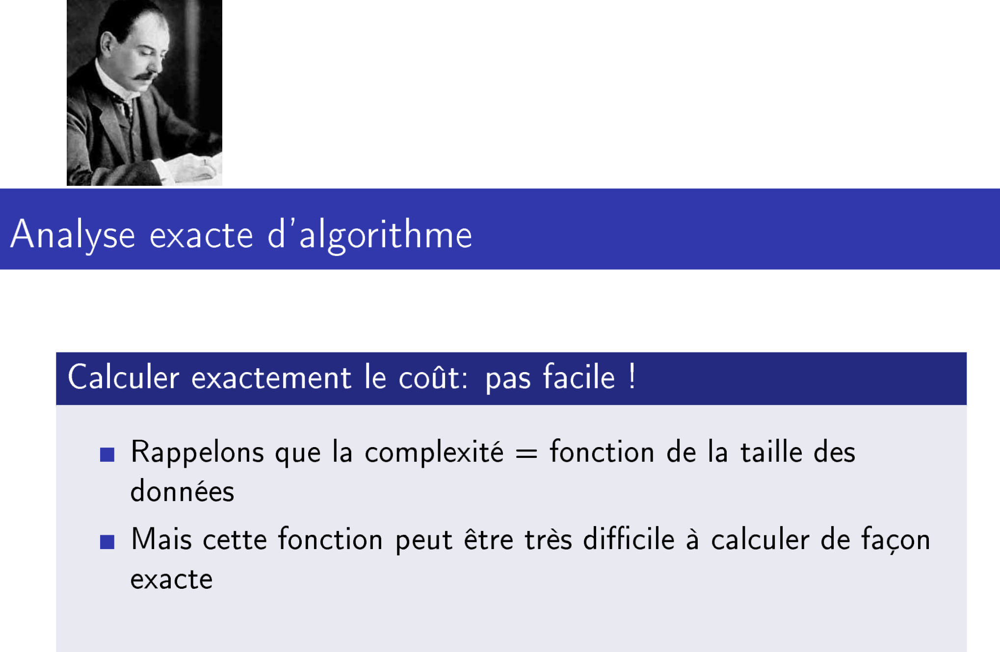 Analyse exacte d'algorithme
Calculer exactement le coût: pas facile !
Rappelons que la complexité = fonction de la taille des
données
Mais cette fonction peut être très difficile à calculer de façon
exacte